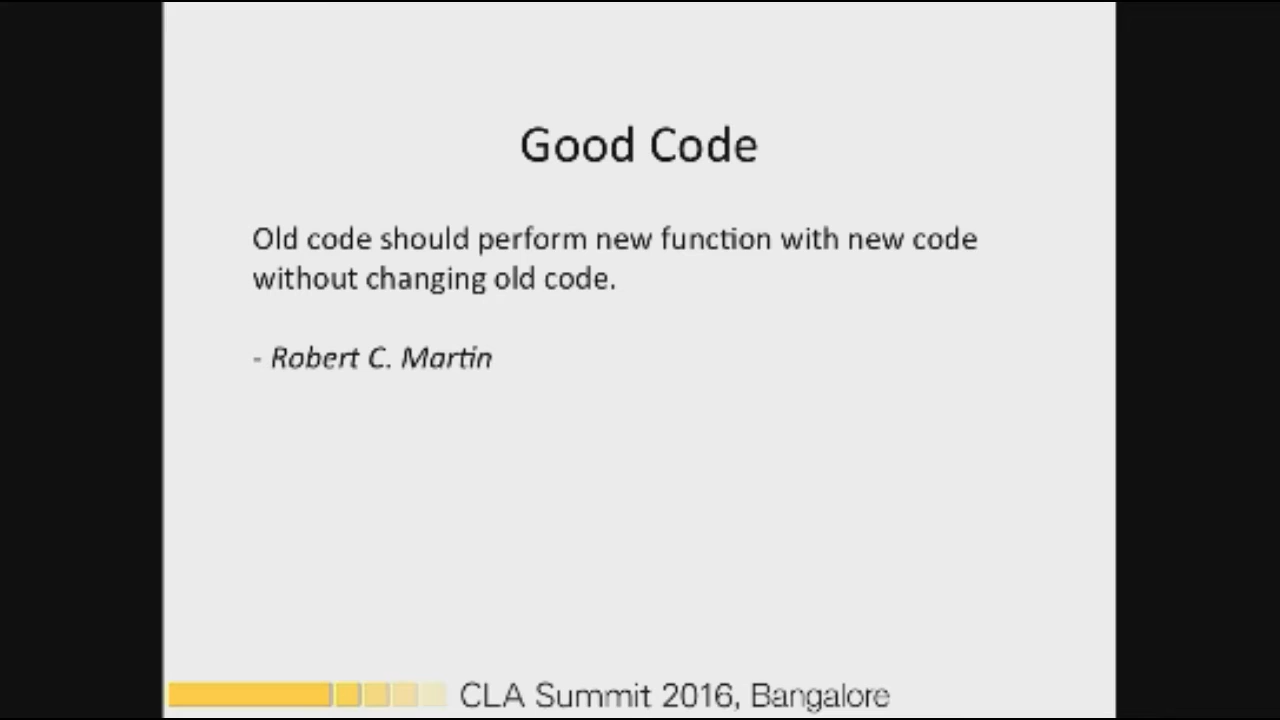 Good Code
Old code should perform new function with new code
without changing old code.
- Robert C. Martin
CLA Summit 2016, Bangalore